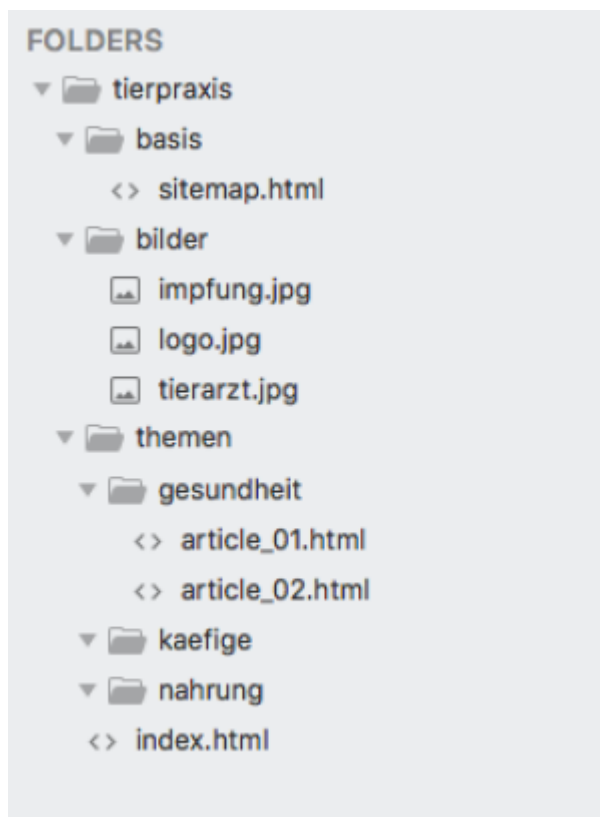 FOLDERS
tierpraxis
basis
sitemap.html
bilder
impfung.jpg
logo.jpg
tierarzt.jpg
themen
gesundheit
article_01.html
article_02.html
kaefige
nahrung
index.html